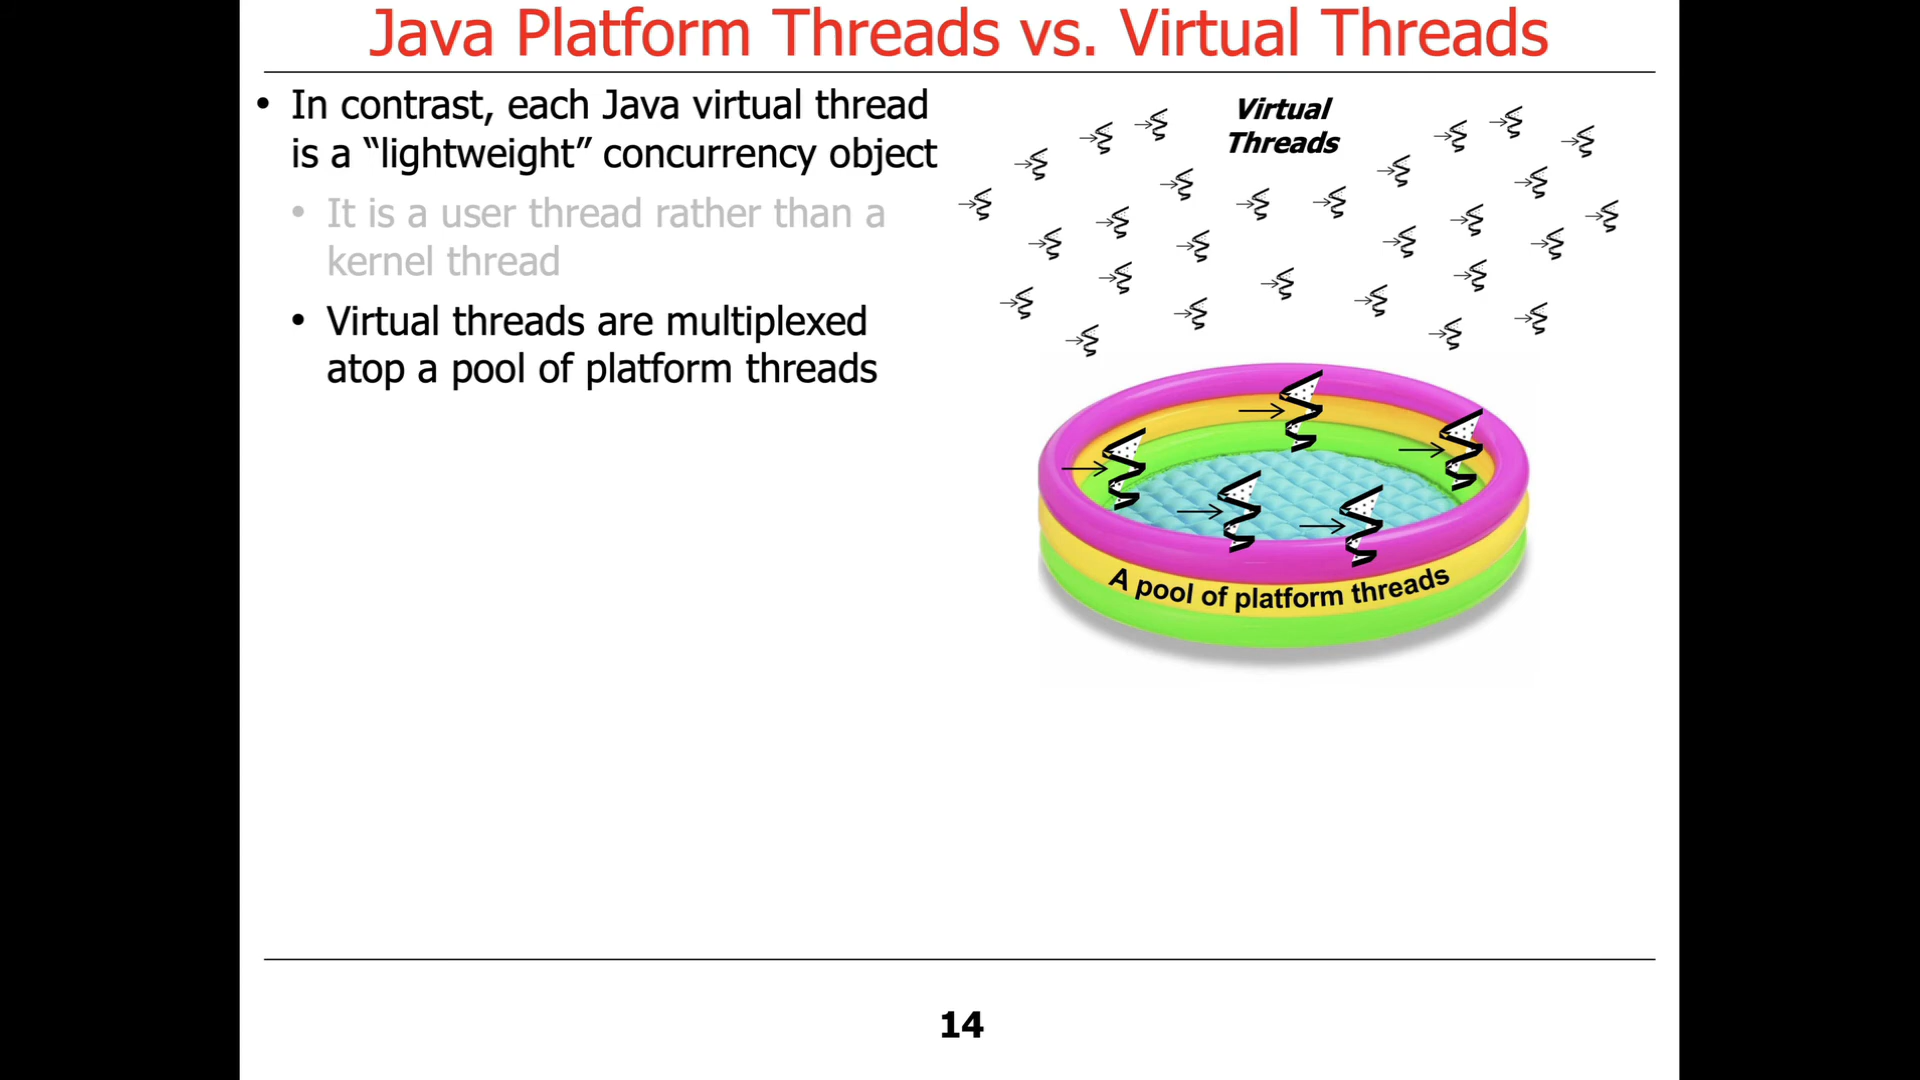 Java Platform Threads vs. Virtual Threads
• In contrast, each Java virtual thread
is a “lightweight” concurrency object
• It is a user thread rather than a
kernel thread
• Virtual threads are multiplexed
atop a pool of platform threads
Virtual
Threads
A pool of platform threads
14